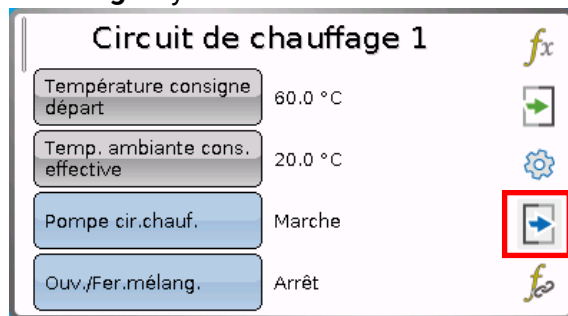 Circuit de chauffage 1
Température consigne
départ
60.0 °C
Temp. ambiante cons.
effective
20.0 °C
Pompe cir.chauf.
Marche
Ouv./Fer.mélang.
Arrêt
fx